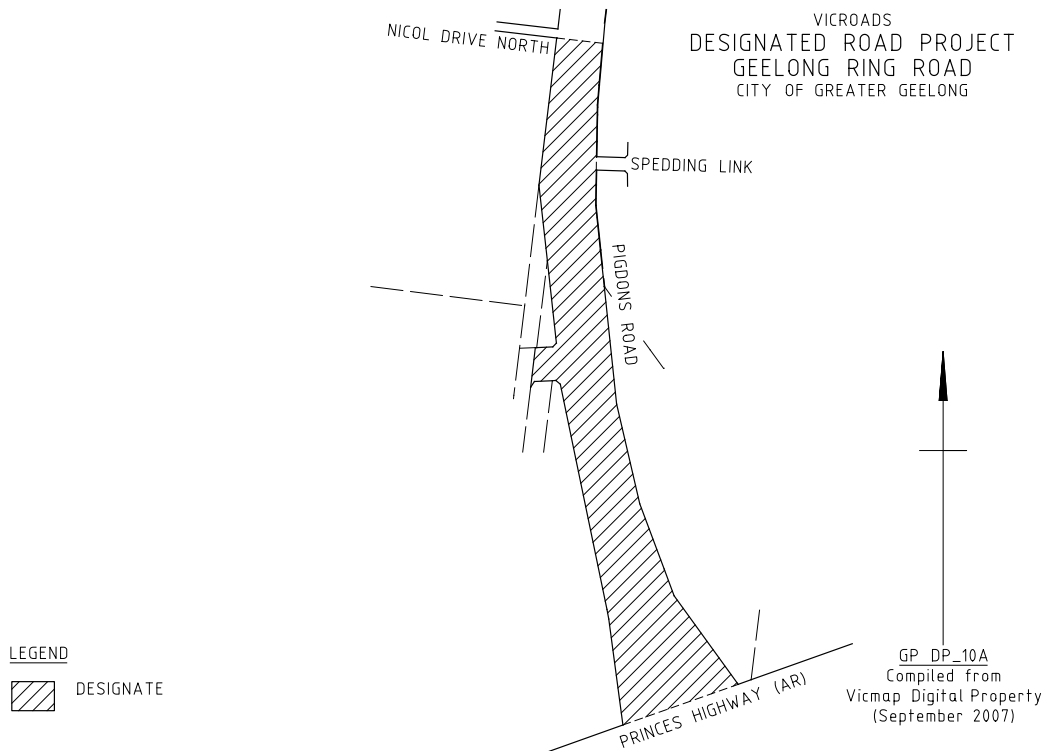 VICROADS
DESIGNATED ROAD PROJECT
GEELONG RING ROAD
CITY OF GREATER GEELONG
NICOL DRIVE NORTH
SPEDDING LINK
PIGDONS ROAD
PRINCES HIGHWAY (AR)
LEGEND
DESIGNATE
GP DP_10A
Compiled from
Vicmap Digital Property
(September 2007)